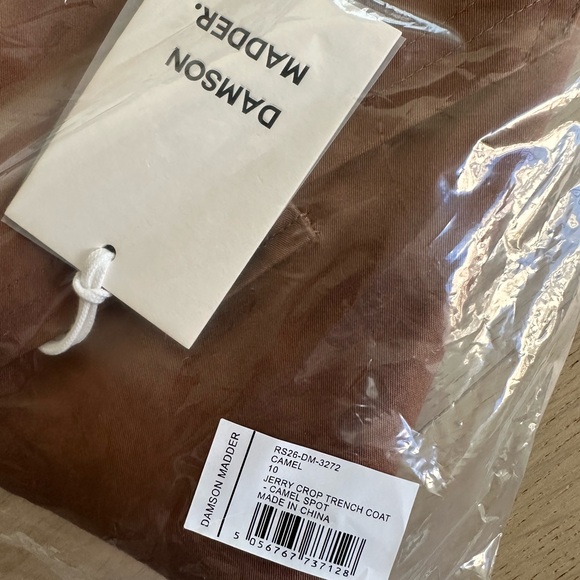 DAMSON
MADDER.
DAMSON MADDER
RS26-DM-3272
CAMEL
10
JERRY CROP TRENCH COAT
- CAMEL SPOT
MADE IN CHINA
5 056767 737128